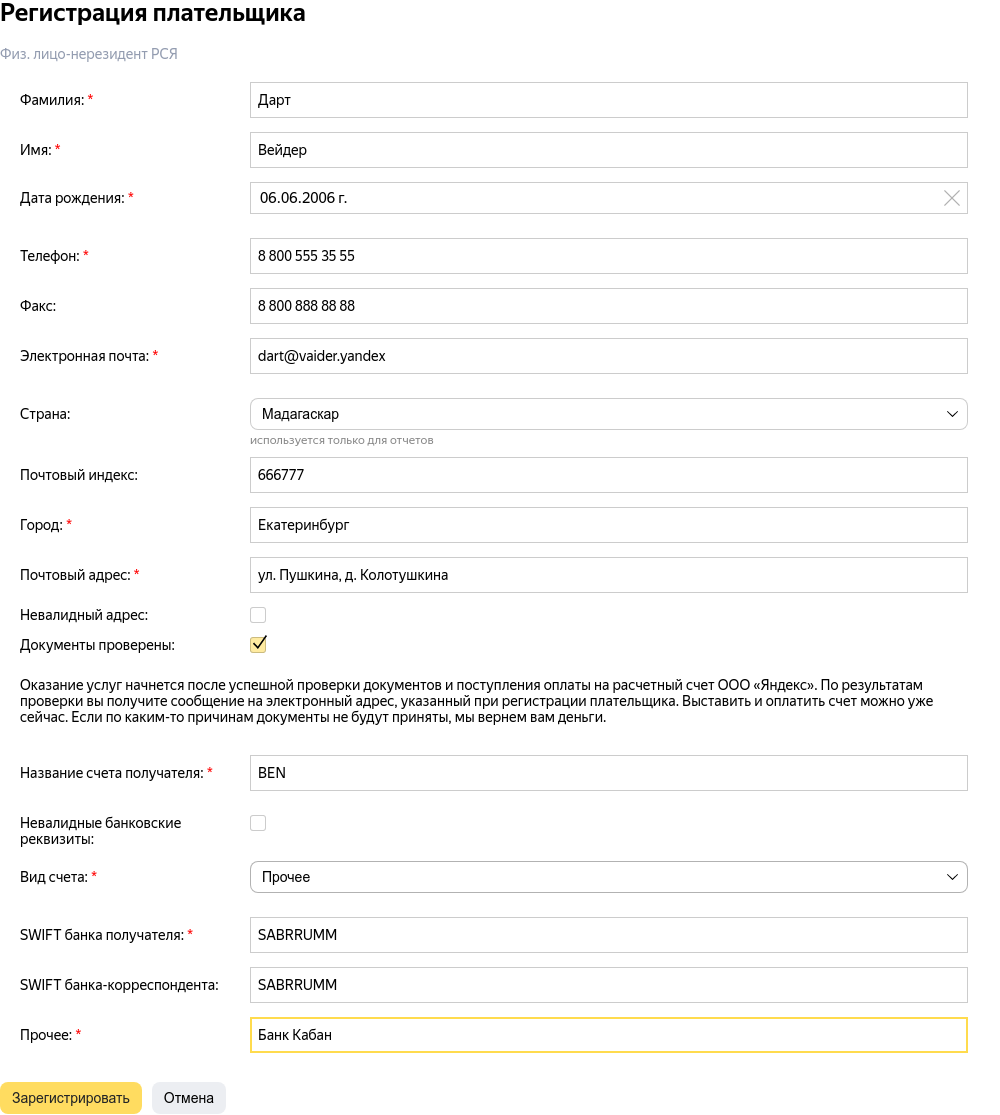 Регистрация плательщика
Физ. лицо-нерезидент РСЯ
Фамилия: * Дарт
Имя: * Вейдер
Дата рождения: * 06.06.2006 г.
Телефон: * 8 800 555 35 55
Факс: 8 800 888 88 88
Электронная почта: * dart@vaider.yandex
Страна: Мадагаскар
используется только для отчетов
Почтовый индекс: 666777
Город: * Екатеринбург
Почтовый адрес: * ул. Пушкина, д. Колотушкина
Невалидный адрес:
Документы проверены:
Оказание услуг начнется после успешной проверки документов и поступления оплаты на расчетный счет ООО «Яндекс». По результатам
проверки вы получите сообщение на электронный адрес, указанный при регистрации плательщика. Выставить и оплатить счет можно уже
сейчас. Если по каким-то причинам документы не будут приняты, мы вернем вам деньги.
Название счета получателя: * BEN
Невалидные банковские
реквизиты:
Вид счета: * Прочее
SWIFT банка получателя: * SABRRUMM
SWIFT банка-корреспондента: SABRRUMM
Прочее: * Банк Кабан
Зарегистрировать Отмена